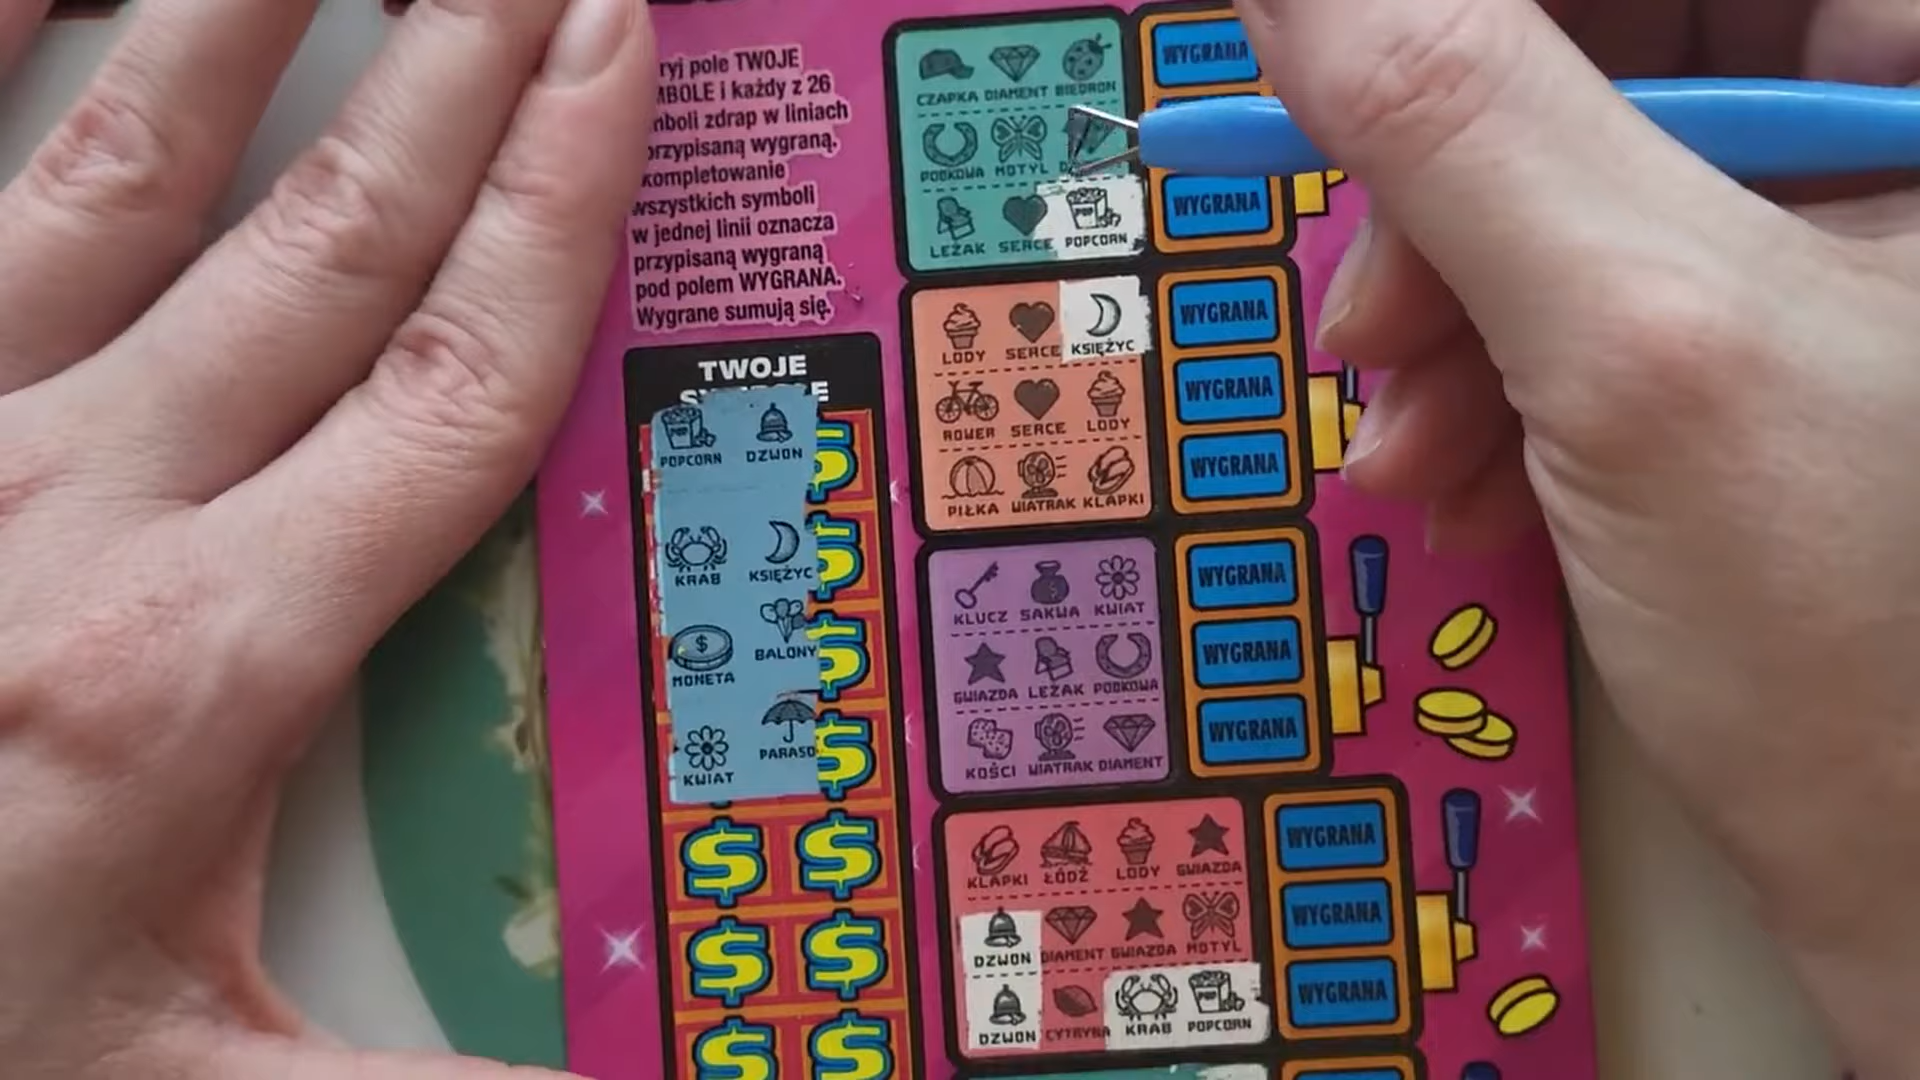 ryj pole TWOJE
BOLE i każdy z 26
mboli zdrap w liniach
przypisaną wygraną.
kompletowanie
wszystkich symboli
w jednej linii oznacza
przypisaną wygraną
pod polem WYGRANA.
Wygrane sumują się.
TWOJE
POPCORN DZWON
KRAB KSIĘŻYC
BALONY
MONETA
PARASO
KWIAT
CZAPKA DIAMENT BIEDRON
PODKOWA MOTYL
LEŻAK SERCE POPCORN
WYGRANA
WYGRANA
LODY SERCE KSIĘŻYC
ROWER SERCE LODY
PIŁKA WIATRAK KLAPKI
WYGRANA
WYGRANA
WYGRANA
KLUCZ SAKWA KWIAT
GWIAZDA LEŻAK PODKOWA
KOŚCI WIATRAK DIAMENT
WYGRANA
WYGRANA
WYGRANA
KLAPKI ŁÓDŹ LODY GWIAZDA
DZWON DIAMENT GWIAZDA MOTYL
DZWON CYTRYNA KRAB POPCORN
WYGRANA
WYGRANA
WYGRANA